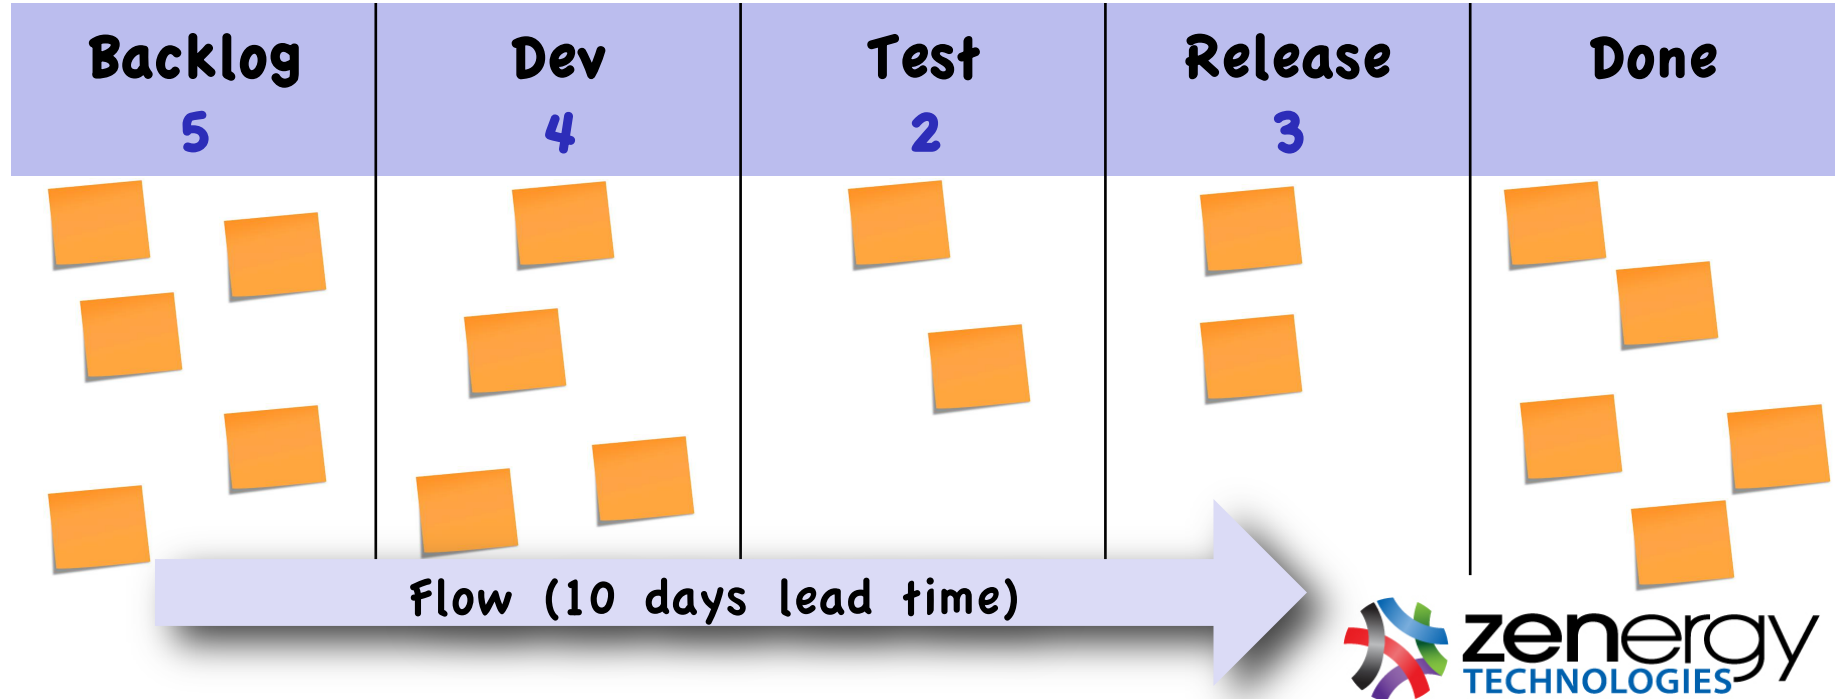 Backlog
Dev
Test
Release
Done
5
4
2
3
Flow (10 days lead time)
zenergy
TECHNOLOGIES